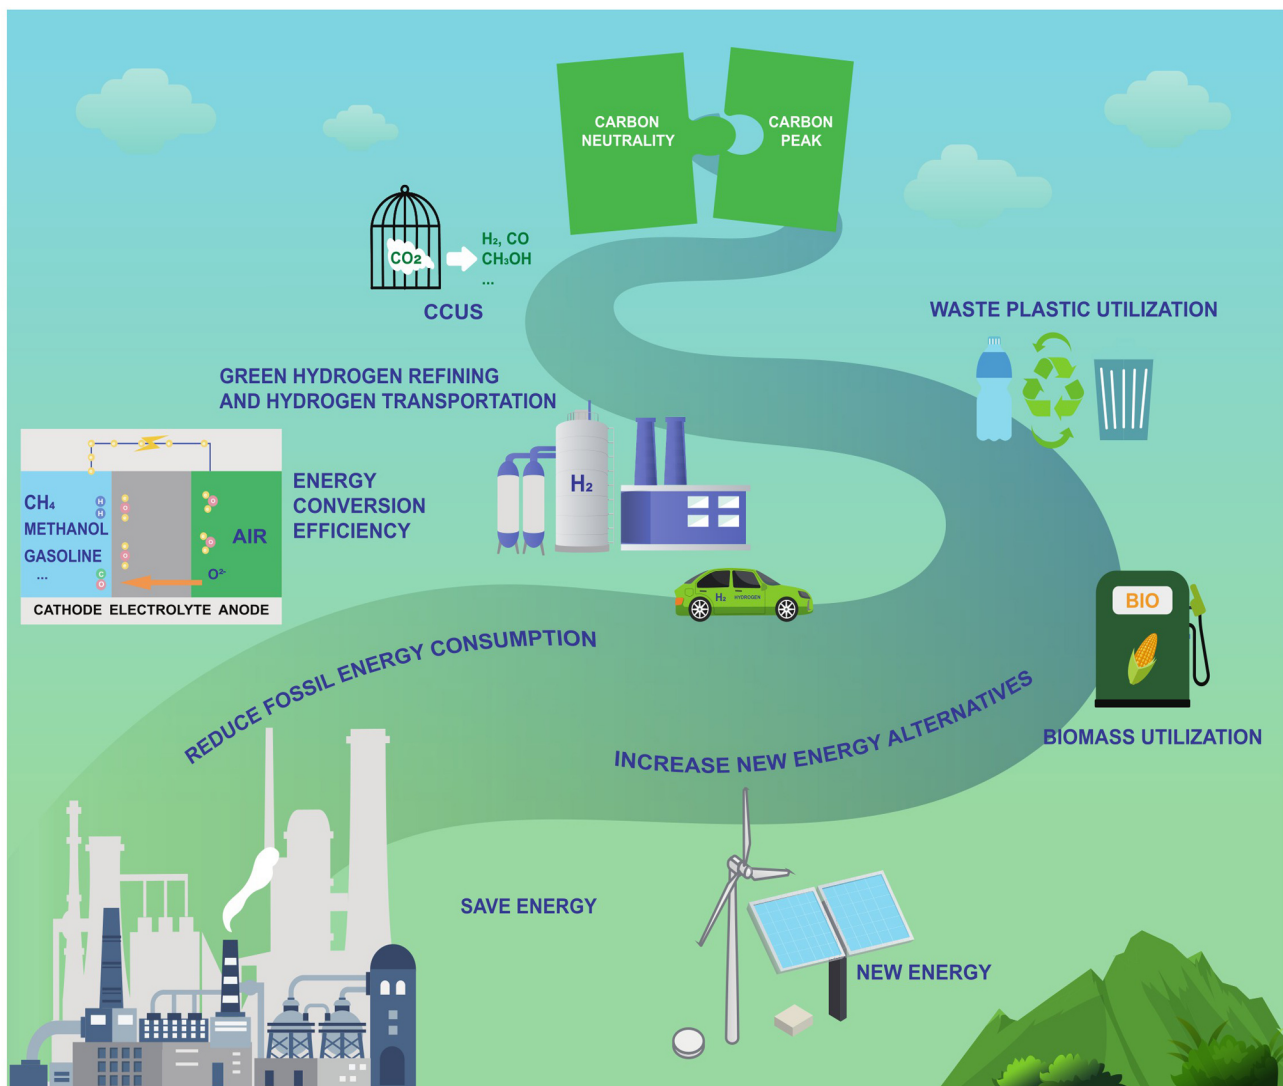 CARBON
NEUTRALITY
CARBON
PEAK
CO₂
H₂, CO
CH₃OH
...
CCUS
WASTE PLASTIC UTILIZATION
GREEN HYDROGEN REFINING
AND HYDROGEN TRANSPORTATION
H₂
ENERGY
CONVERSION
EFFICIENCY
CH₄
METHANOL
GASOLINE
...
H
H
O
O
C
O
O
O
AIR
O²⁻
CATHODE ELECTROLYTE ANODE
H₂ HYDROGEN
BIO
BIOMASS UTILIZATION
REDUCE FOSSIL ENERGY CONSUMPTION
INCREASE NEW ENERGY ALTERNATIVES
SAVE ENERGY
NEW ENERGY